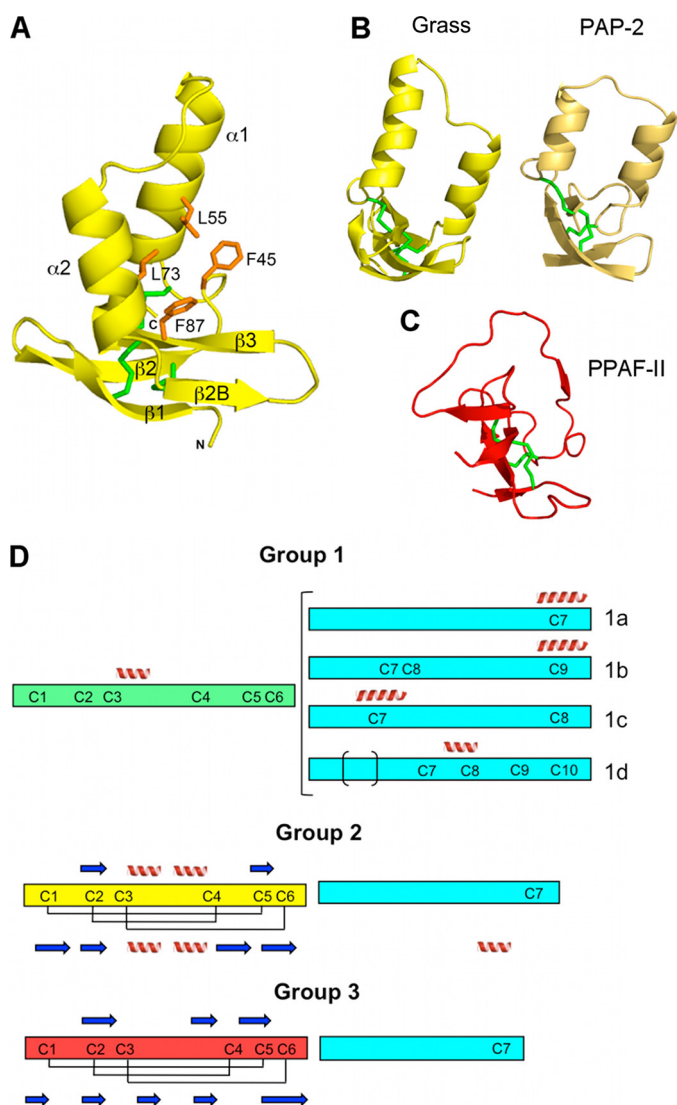 A
α1
L55
F45
α2
L73
C
F87
β3
β2
β2B
β1
N
B
Grass
PAP-2
C
PPAF-II
D
Group 1
C7
1a
C7 C8 C9
1b
C1 C2 C3 C4 C5 C6
C7 C8
1c
C7 C8 C9 C10
1d
Group 2
C1 C2 C3 C4 C5 C6 C7
Group 3
C1 C2 C3 C4 C5 C6 C7